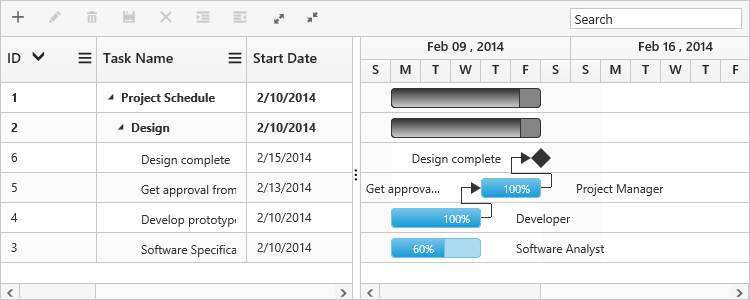 Search
ID Task Name Start Date
Feb 09 , 2014 Feb 16 , 2014
S M T W T F S S M T W T F
1 Project Schedule 2/10/2014
2 Design 2/10/2014
6 Design complete 2/15/2014 Design complete
5 Get approval from 2/13/2014 Get approva... 100% Project Manager
4 Develop prototype 2/10/2014 100% Developer
3 Software Specifica 2/10/2014 60% Software Analyst